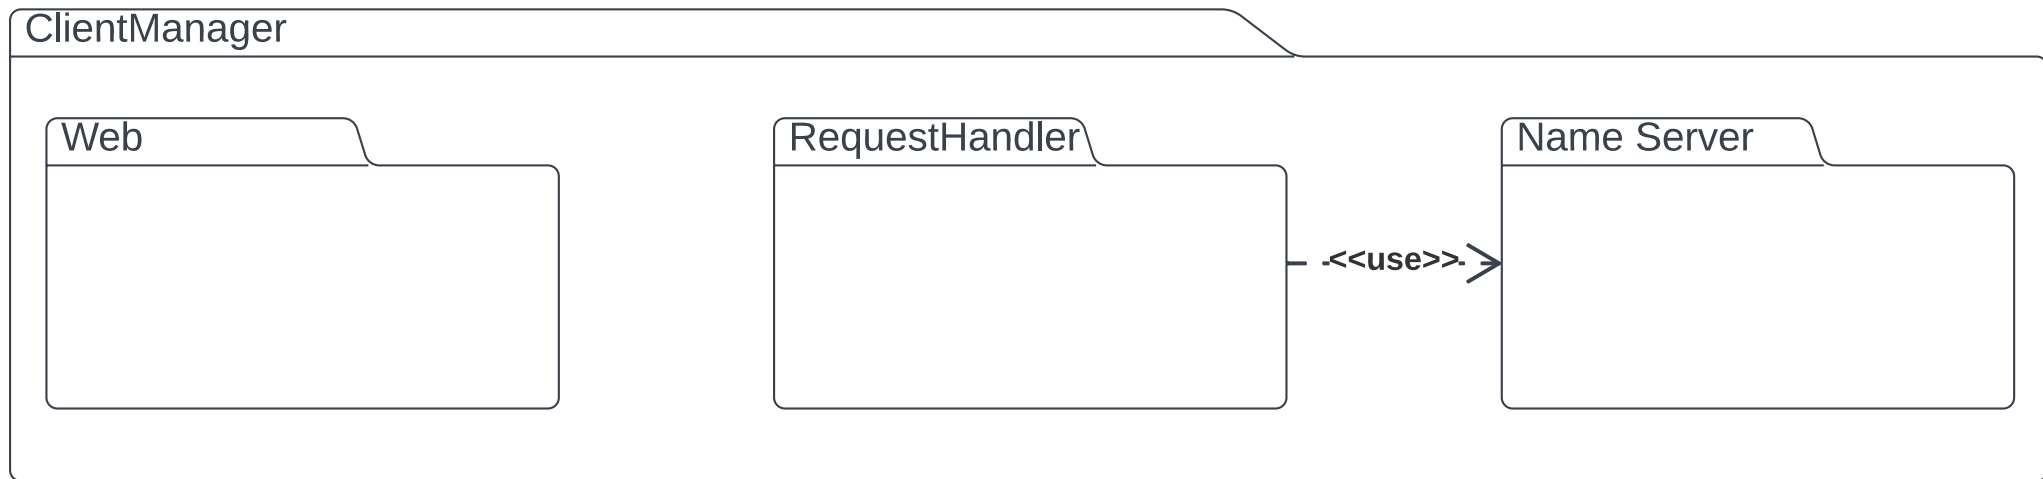 ClientManager
Web
RequestHandler
Name Server
<<use>>